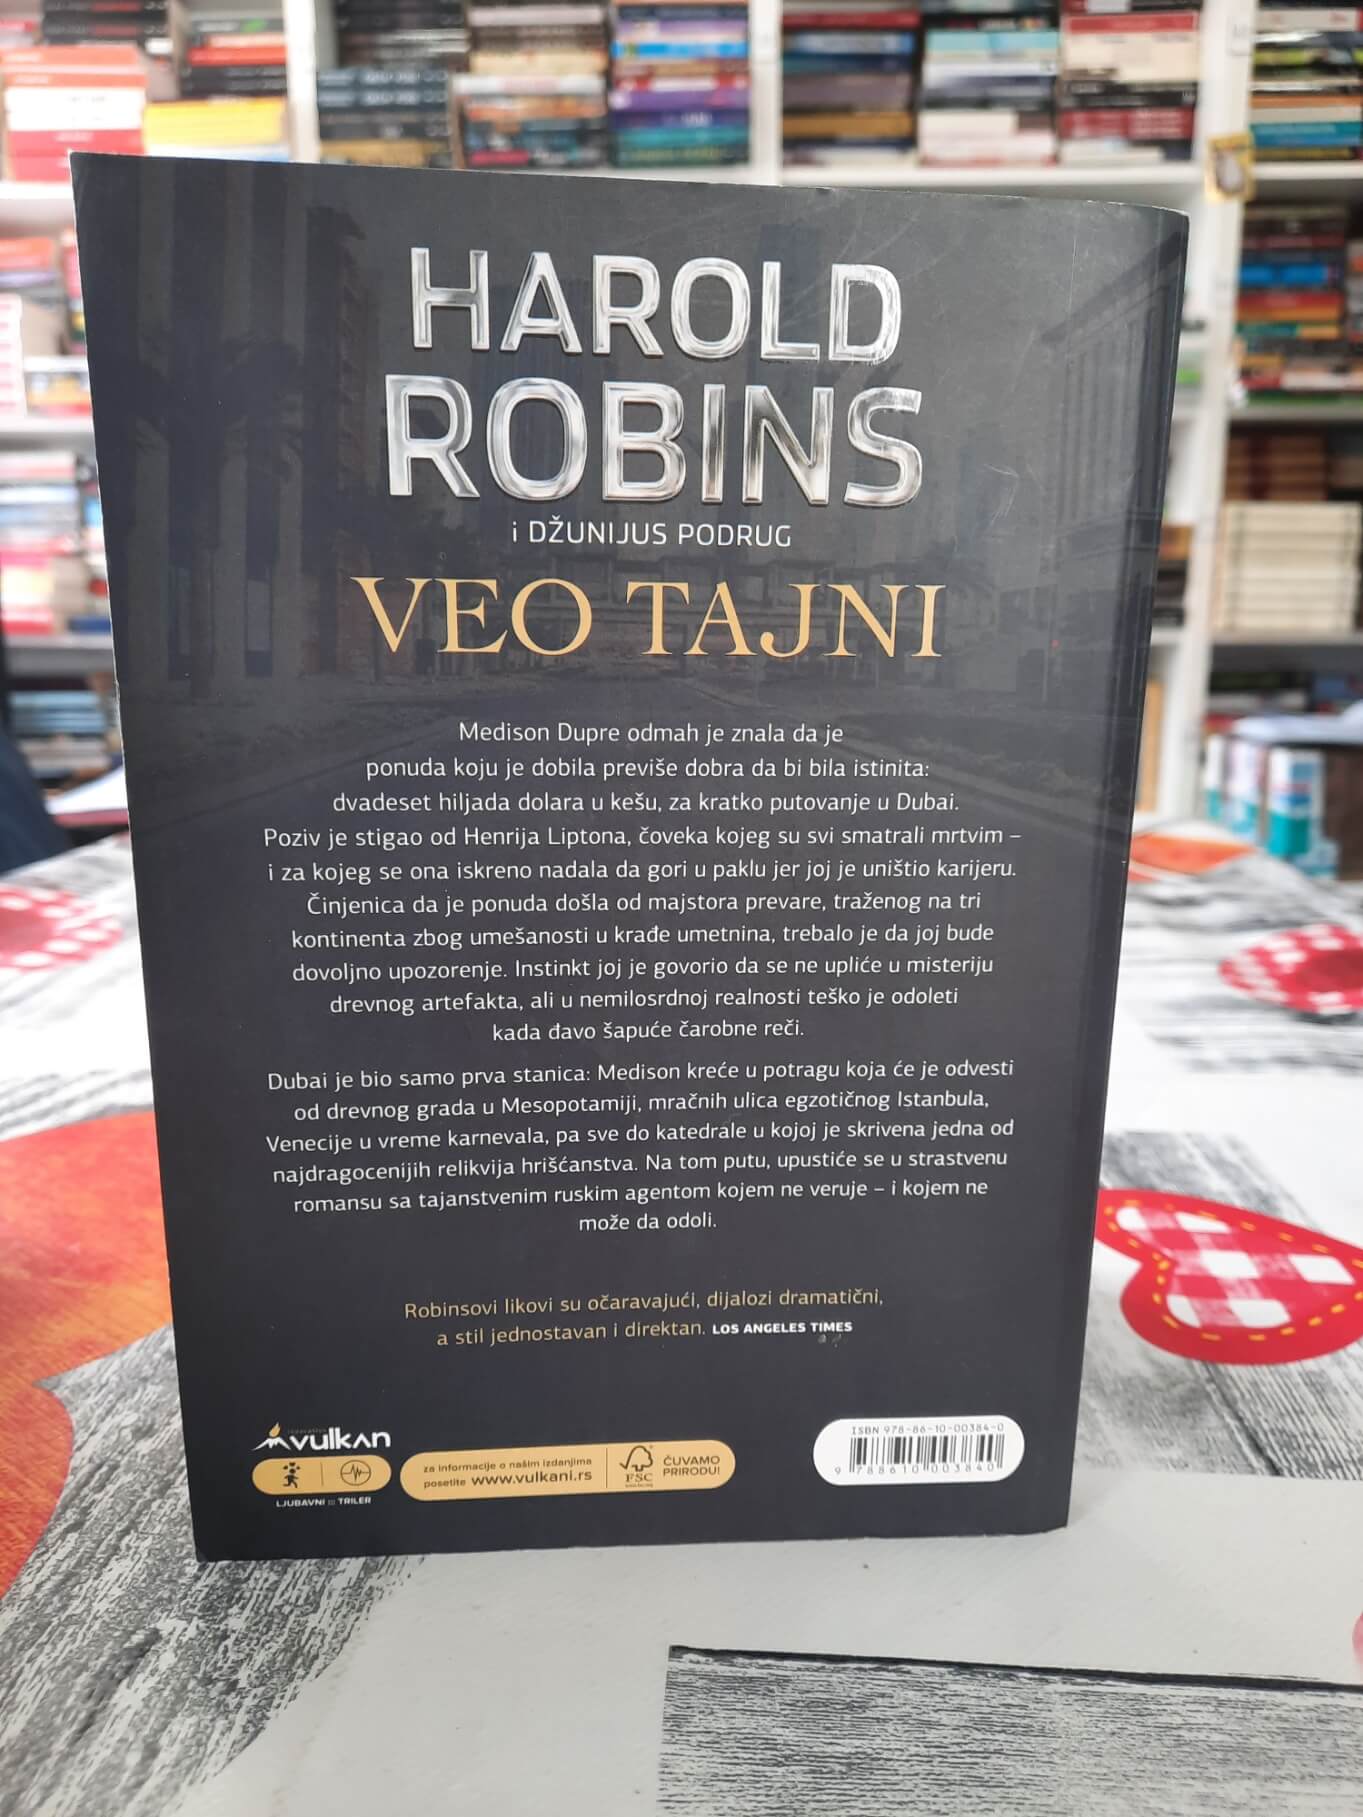 HAROLD
ROBINS
i DŽUNIJUS PODRUG
VEO TAJNI
Medison Dupre odmah je znala da je
ponuda koju je dobila previše dobra da bi bila istinita:
dvadeset hiljada dolara u kešu, za kratko putovanje u Dubai.
Poziv je stigao od Henrija Liptona, čoveka kojeg su svi smatrali mrtvim –
i za kojeg se ona iskreno nadala da gori u paklu jer joj je uništio karijeru.
Činjenica da je ponuda došla od majstora prevare, traženog na tri
kontinenta zbog umešanosti u krađe umetnina, trebalo je da joj bude
dovoljno upozorenje. Instinkt joj je govorio da se ne upliće u misteriju
drevnog artefakta, ali u nemilosrdnoj realnosti teško je odoleti
kada đavo šapuće čarobne reči.
Dubai je bio samo prva stanica: Medison kreće u potragu koja će je odvesti
od drevnog grada u Mesopotamiji, mračnih ulica egzotičnog Istanbula,
Venecije u vreme karnevala, pa sve do katedrale u kojoj je skrivena jedna od
najdragocenijih relikvija hrišćanstva. Na tom putu, upustiće se u strastvenu
romansu sa tajanstvenim ruskim agentom kojem ne veruje – i kojem ne
može da odoli.
Robinsovi likovi su očaravajući, dijalozi dramatični,
a stil jednostavan i direktan. LOS ANGELES TIMES
vulkan
LJUBAVNI TRILER
za informacije o našim izdanjima
posetite www.vulkani.rs
FSC
ČUVAMO
PRIRODU!
ISBN 978-86-10-00384-0
9 788610 003840